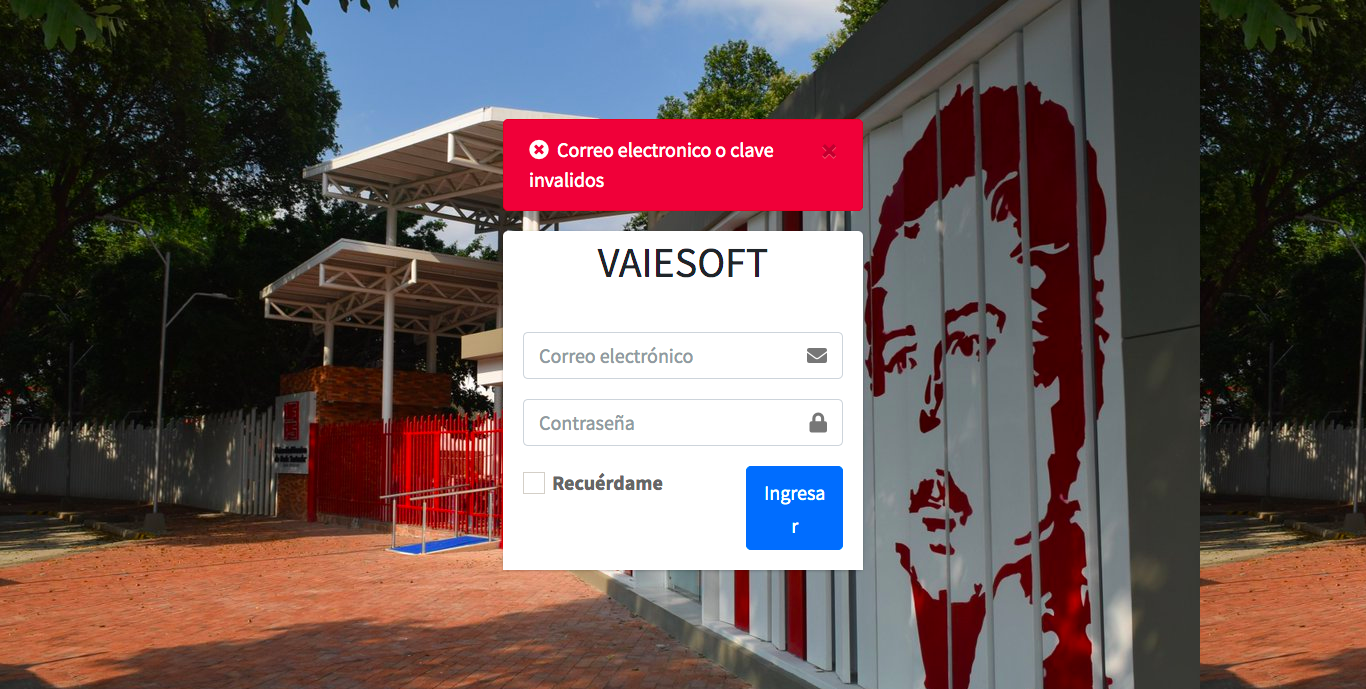 Correo electronico o clave
invalidos
VAIESOFT
Correo electrónico
Contraseña
Recuérdame
Ingresa
r